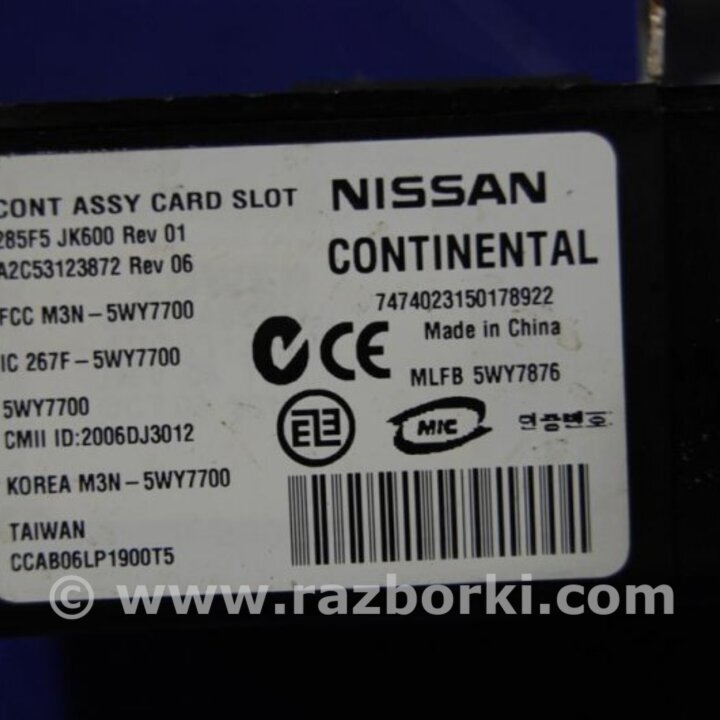 CONT ASSY CARD SLOT
285F5 JK600 Rev 01
A2C53123872 Rev 06
FCC M3N-5WY7700
IC 267F-5WY7700
5WY7700
CMII ID:2006DJ3012
KOREA M3N-5WY7700
TAIWAN
CCAB06LP1900T5
NISSAN
CONTINENTAL
7474023150178922
Made in China
MLFB 5WY7876
CE
MIC
© www.razborki.com